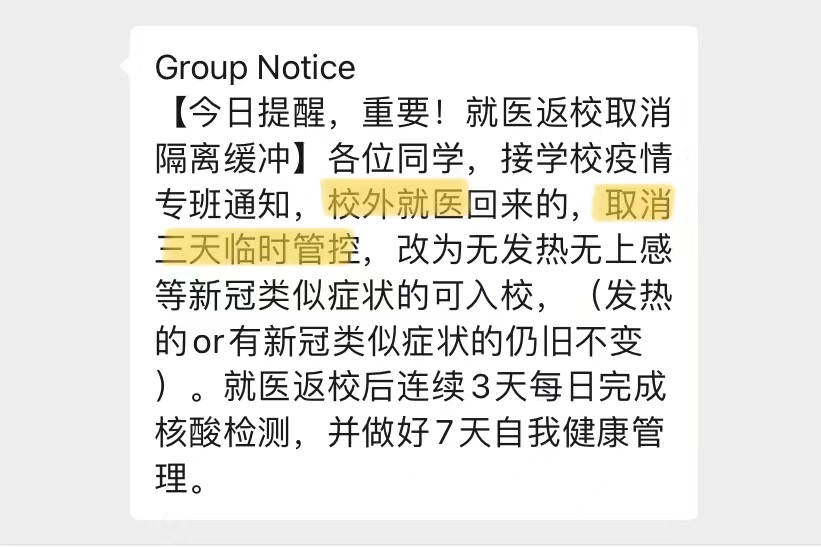 Group Notice
【今日提醒，重要！就医返校取消
隔离缓冲】各位同学，接学校疫情
专班通知，校外就医回来的，取消
三天临时管控，改为无发热无上感
等新冠类似症状的可入校，（发热
的or有新冠类似症状的仍旧不变
）。就医返校后连续3天每日完成
核酸检测，并做好7天自我健康管
理。